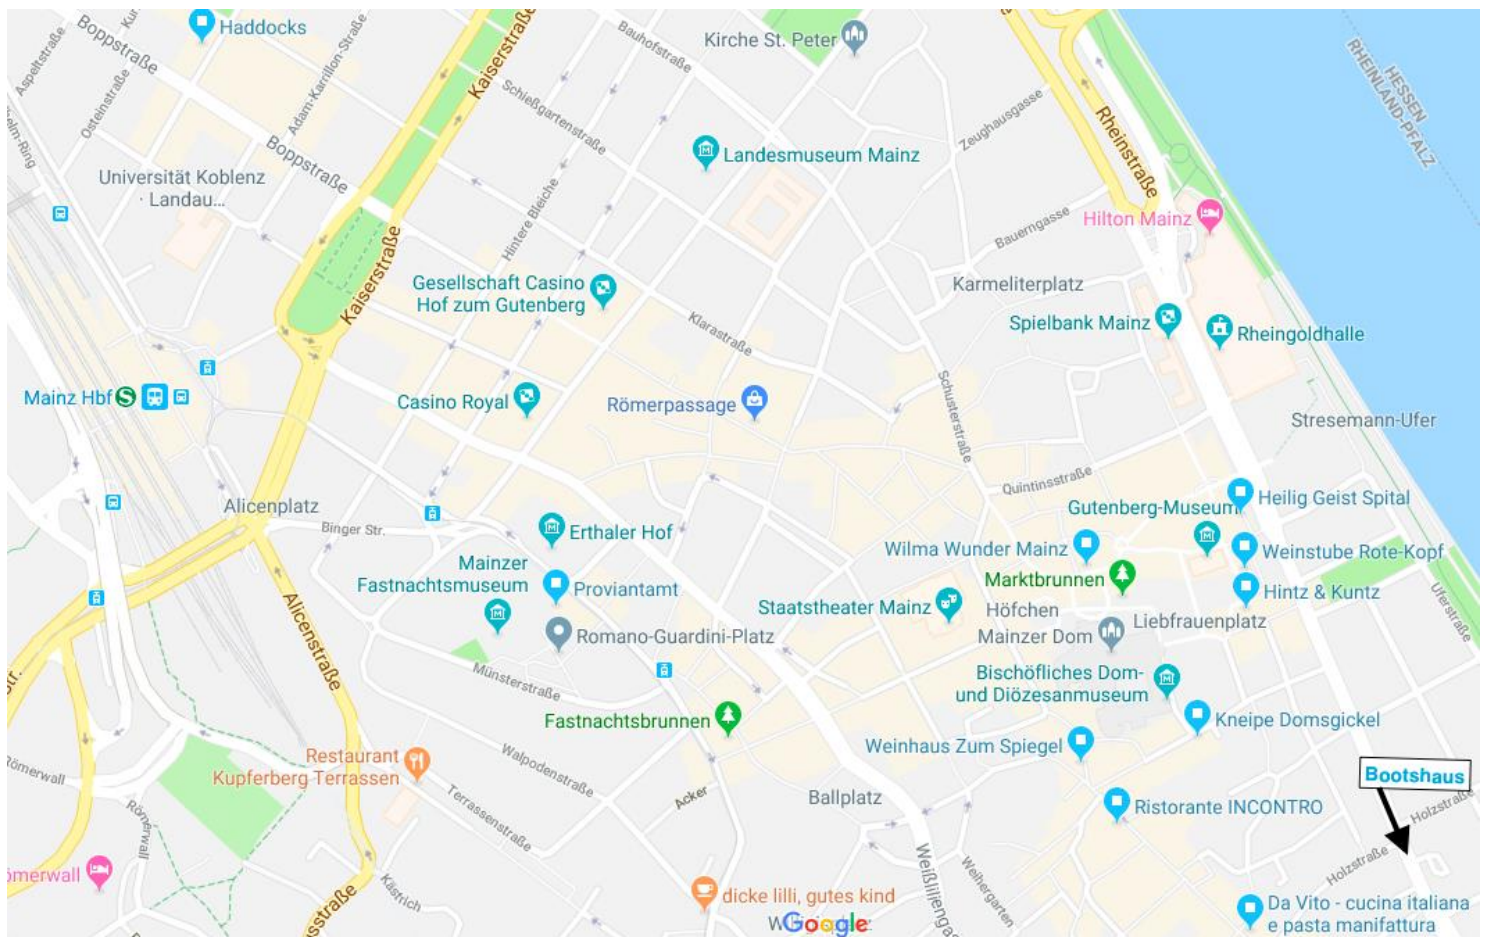 Haddocks
Boppstraße
Kaiserstraße
Bauhofstraße
Kirche St. Peter
HESSEN
RHEINLAND-PFALZ
Aspeltstraße
Osteinstraße
Adam-Karrillon-Straße
Schießgartenstraße
Zeughausgasse
Rheinstraße
Boppstraße
Landesmuseum Mainz
Universität Koblenz
· Landau...
Hintere Bleiche
Bauerngasse
Hilton Mainz
Kaiserstraße
Gesellschaft Casino
Hof zum Gutenberg
Karmeliterplatz
Klarastraße
Spielbank Mainz
Rheingoldhalle
Mainz Hbf
S
Casino Royal
Römerpassage
Schusterstraße
Stresemann-Ufer
Quintinsstraße
Alicenplatz
Binger Str.
Erthaler Hof
Gutenberg-Museum
Heilig Geist Spital
Mainzer
Fastnachtsmuseum
Proviantamt
Wilma Wunder Mainz
Weinstube Rote-Kopf
Marktbrunnen
Hintz & Kuntz
Staatstheater Mainz
Höfchen
Liebfrauenplatz
Uferstraße
Alicenstraße
Romano-Guardini-Platz
Mainzer Dom
Münsterstraße
Bischöfliches Dom-
und Diözesanmuseum
Fastnachtsbrunnen
Kneipe Domsgickel
Weinhaus Zum Spiegel
Restaurant
Kupferberg Terrassen
Walpodenstraße
Bootshaus
Römerwall
Römerwall
Terrassenstraße
Acker
Ballplatz
Ristorante INCONTRO
Holzstraße
Holzstraße
Weißliliengas
Weihergarten
ömerwall
Kästrich
sstraße
dicke lilli, gutes kind
Google
Da Vito - cucina italiana
e pasta manifattura